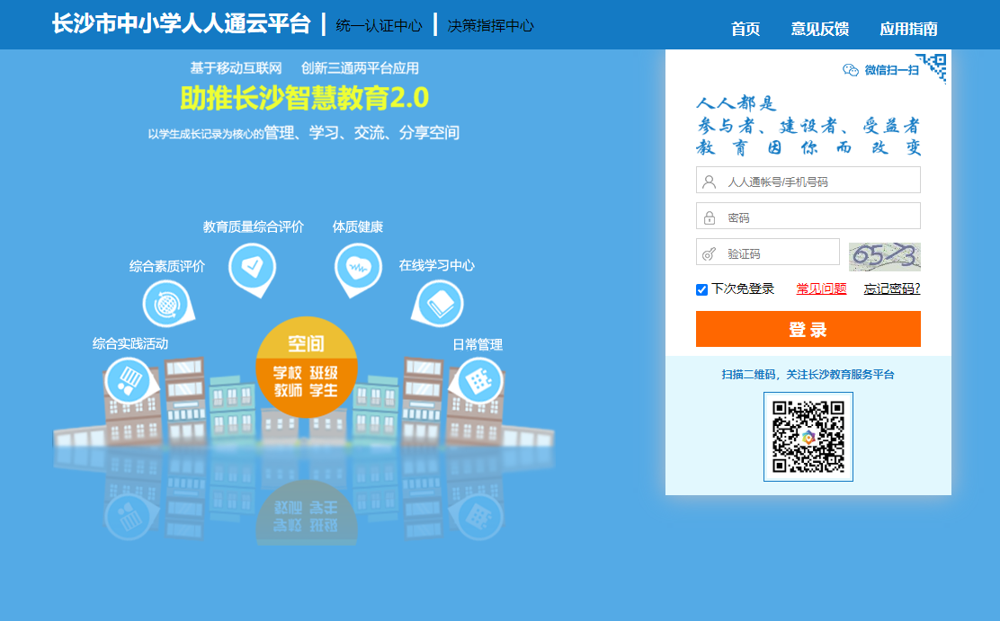 长沙市中小学人人通云平台 | 统一认证中心 | 决策指挥中心
首页 意见反馈 应用指南
基于移动互联网 创新三通两平台应用
助推长沙智慧教育2.0
以学生成长记录为核心的管理、学习、交流、分享空间
教育质量综合评价
体质健康
综合素质评价
在线学习中心
综合实践活动
日常管理
空间
学校 班级
教师 学生
微信扫一扫
人人都是
参与者、建设者、受益者
教育因你而改变
人人通帐号/手机号码
密码
验证码
6523
下次免登录 常见问题 忘记密码?
登 录
扫描二维码，关注长沙教育服务平台